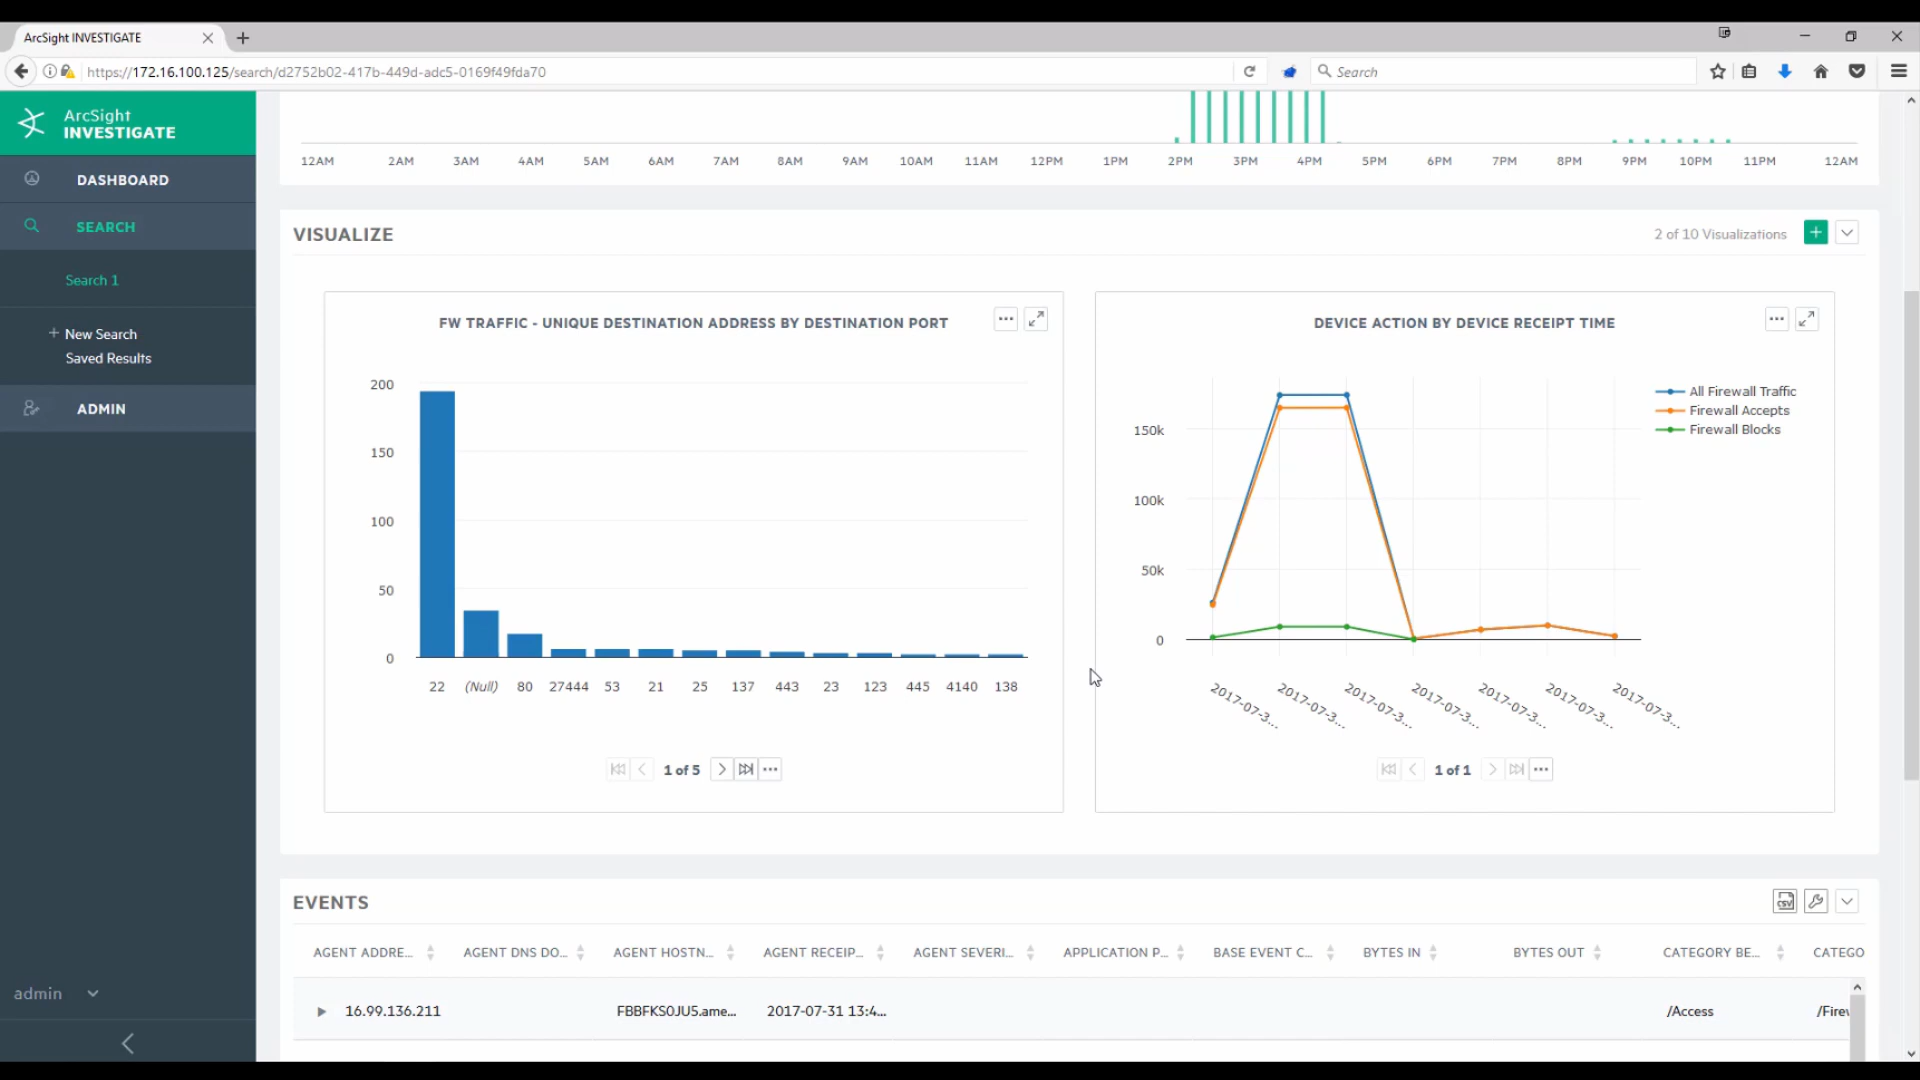 ArcSight INVESTIGATE
https://172.16.100.125/search/d2752b02-417b-449d-adc5-0169f49fda70
Search
ArcSight
INVESTIGATE
DASHBOARD
SEARCH
Search 1
+ New Search
Saved Results
ADMIN
admin
12AM 2AM 3AM 4AM 5AM 6AM 7AM 8AM 9AM 10AM 11AM 12PM 1PM 2PM 3PM 4PM 5PM 6PM 7PM 8PM 9PM 10PM 11PM 12AM
VISUALIZE
2 of 10 Visualizations
FW TRAFFIC - UNIQUE DESTINATION ADDRESS BY DESTINATION PORT
200
150
100
50
0
22 (Null) 80 27444 53 21 25 137 443 23 123 445 4140 138
1 of 5
DEVICE ACTION BY DEVICE RECEIPT TIME
All Firewall Traffic
Firewall Accepts
Firewall Blocks
150k
100k
50k
0
2017-07-3... 2017-07-3... 2017-07-3... 2017-07-3... 2017-07-3... 2017-07-3... 2017-07-3...
1 of 1
EVENTS
CSV
AGENT ADDRE... AGENT DNS DO... AGENT HOSTN... AGENT RECEIP... AGENT SEVERI... APPLICATION P... BASE EVENT C... BYTES IN BYTES OUT CATEGORY BE... CATEGO
16.99.136.211 FBBFKS0JU5.ame... 2017-07-31 13:4... /Access /Firew